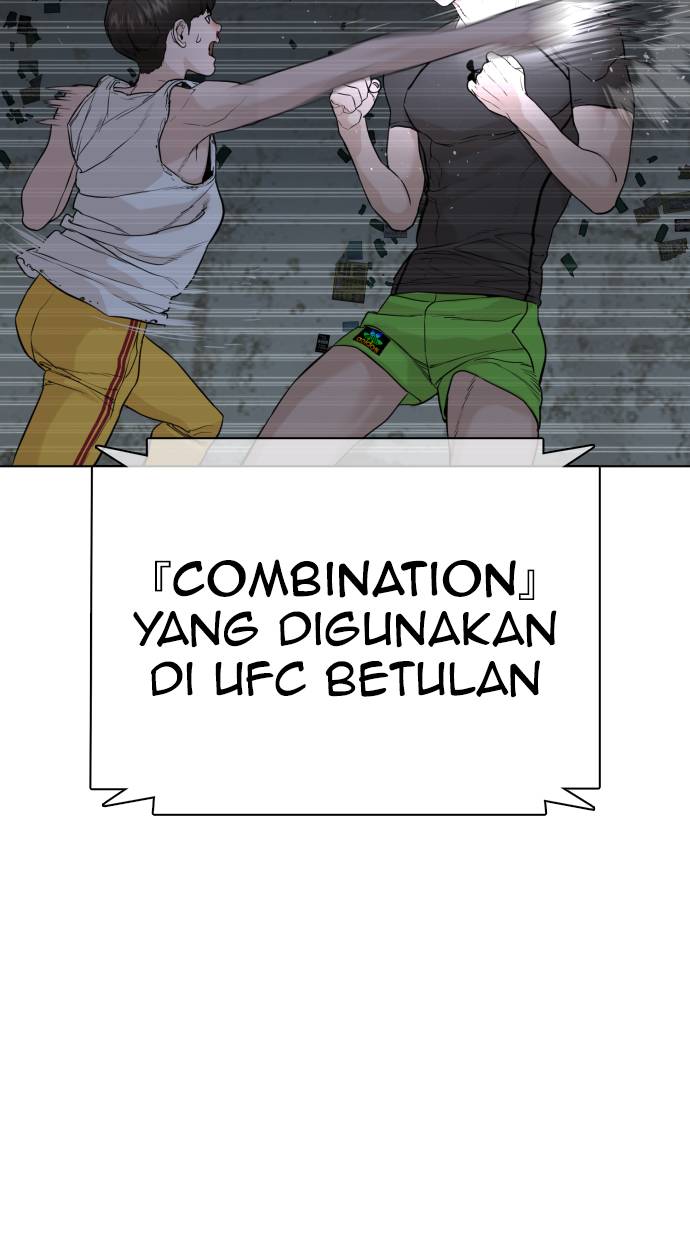 『COMBINATION』
YANG DIGUNAKAN
DI UFC BETULAN